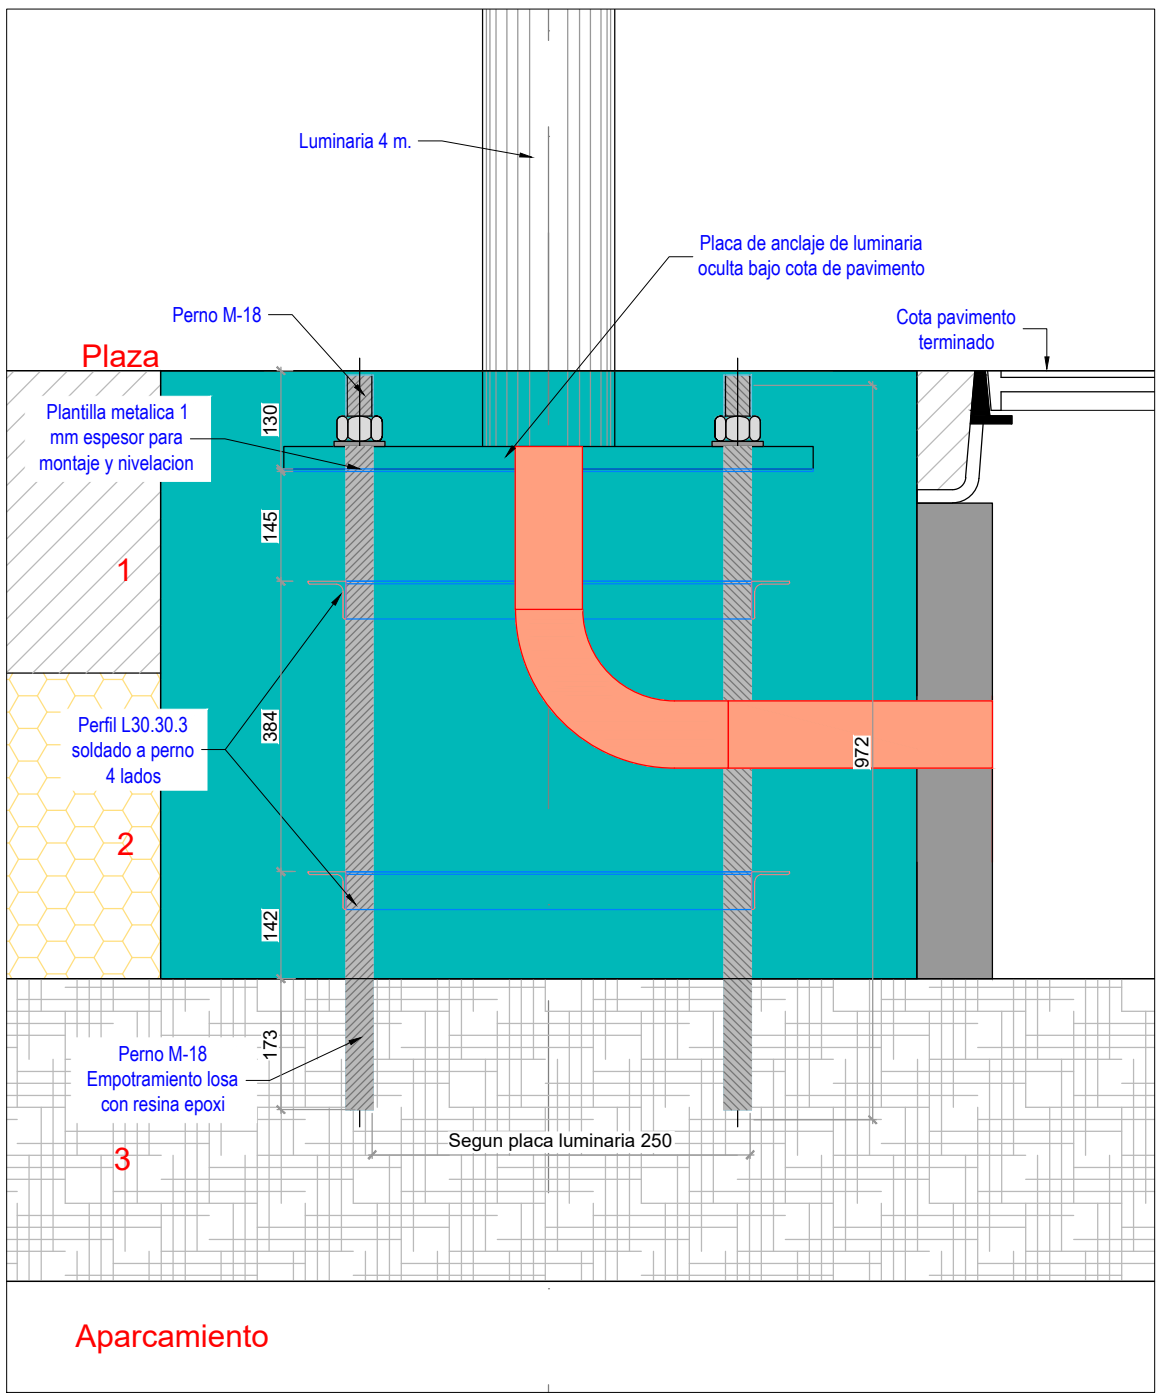 Luminaria 4 m.
Placa de anclaje de luminaria
oculta bajo cota de pavimento
Perno M-18
Cota pavimento
terminado
Plaza
130
Plantilla metalica 1
mm espesor para
montaje y nivelacion
145
1
Perfil L30.30.3
soldado a perno
4 lados
384
972
2
142
173
Perno M-18
Empotramiento losa
con resina epoxi
Segun placa luminaria 250
3
Aparcamiento